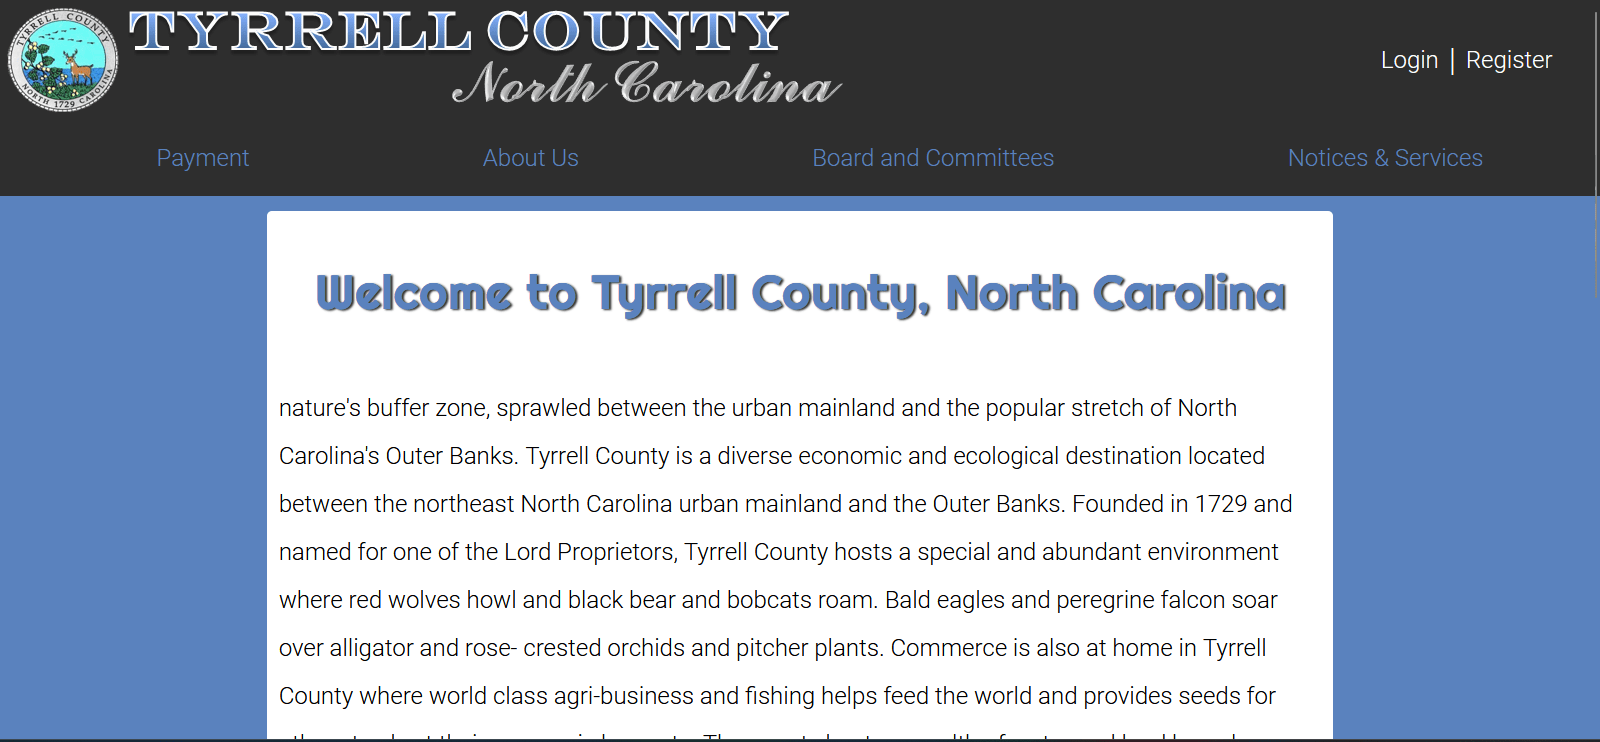 TYRRELL COUNTY
NORTH 1729 CAROLINA
TYRRELL COUNTY
North Carolina
Login | Register
Payment About Us Board and Committees Notices & Services
Welcome to Tyrrell County, North Carolina
nature's buffer zone, sprawled between the urban mainland and the popular stretch of North
Carolina's Outer Banks. Tyrrell County is a diverse economic and ecological destination located
between the northeast North Carolina urban mainland and the Outer Banks. Founded in 1729 and
named for one of the Lord Proprietors, Tyrrell County hosts a special and abundant environment
where red wolves howl and black bear and bobcats roam. Bald eagles and peregrine falcon soar
over alligator and rose- crested orchids and pitcher plants. Commerce is also at home in Tyrrell
County where world class agri-business and fishing helps feed the world and provides seeds for